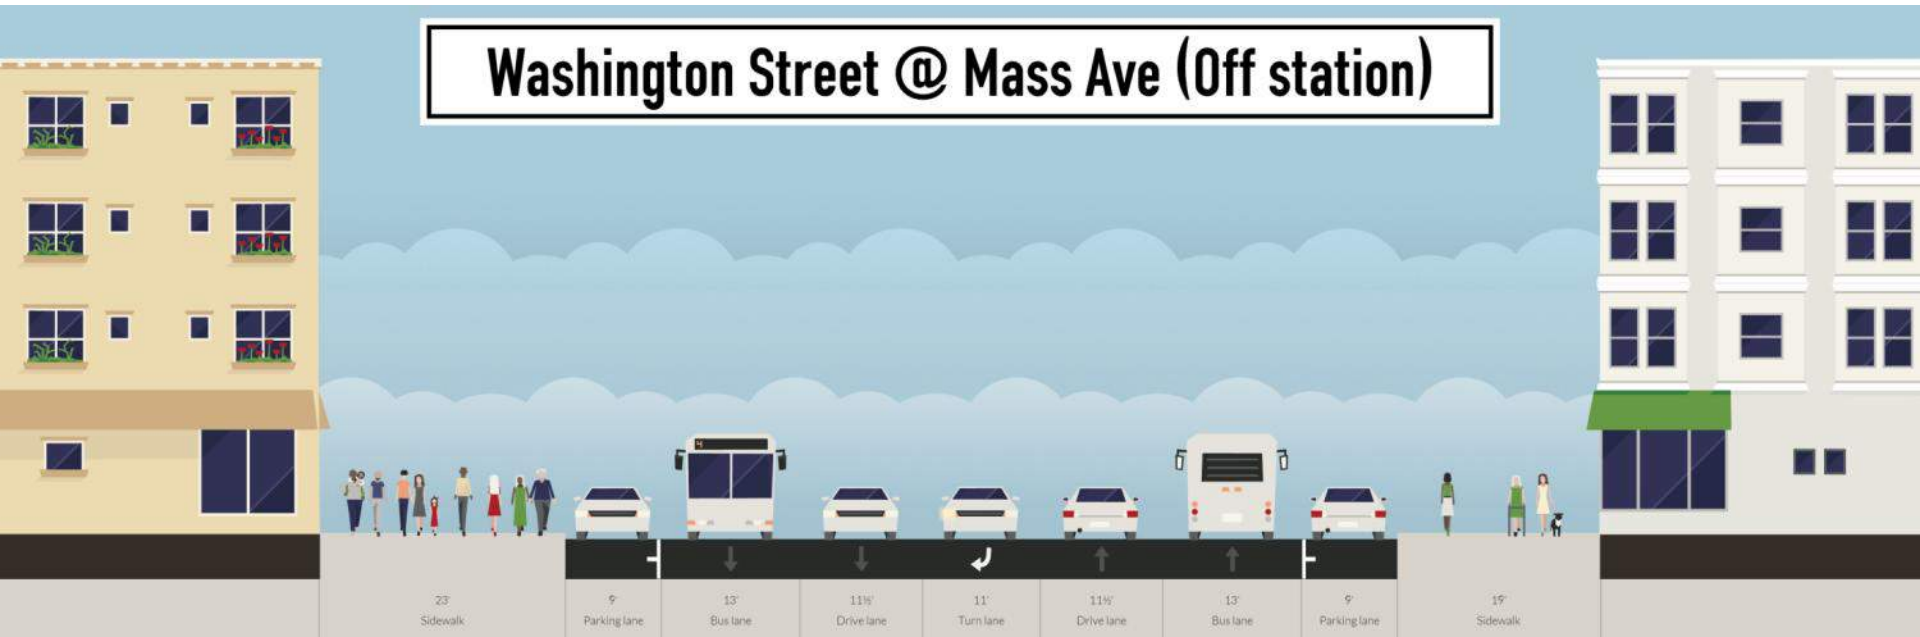 Washington Street @ Mass Ave (Off station)
4
23' 9' 13' 11½' 11' 11½' 13' 9' 19'
Sidewalk Parking lane Bus lane Drive lane Turn lane Drive lane Bus lane Parking lane Sidewalk